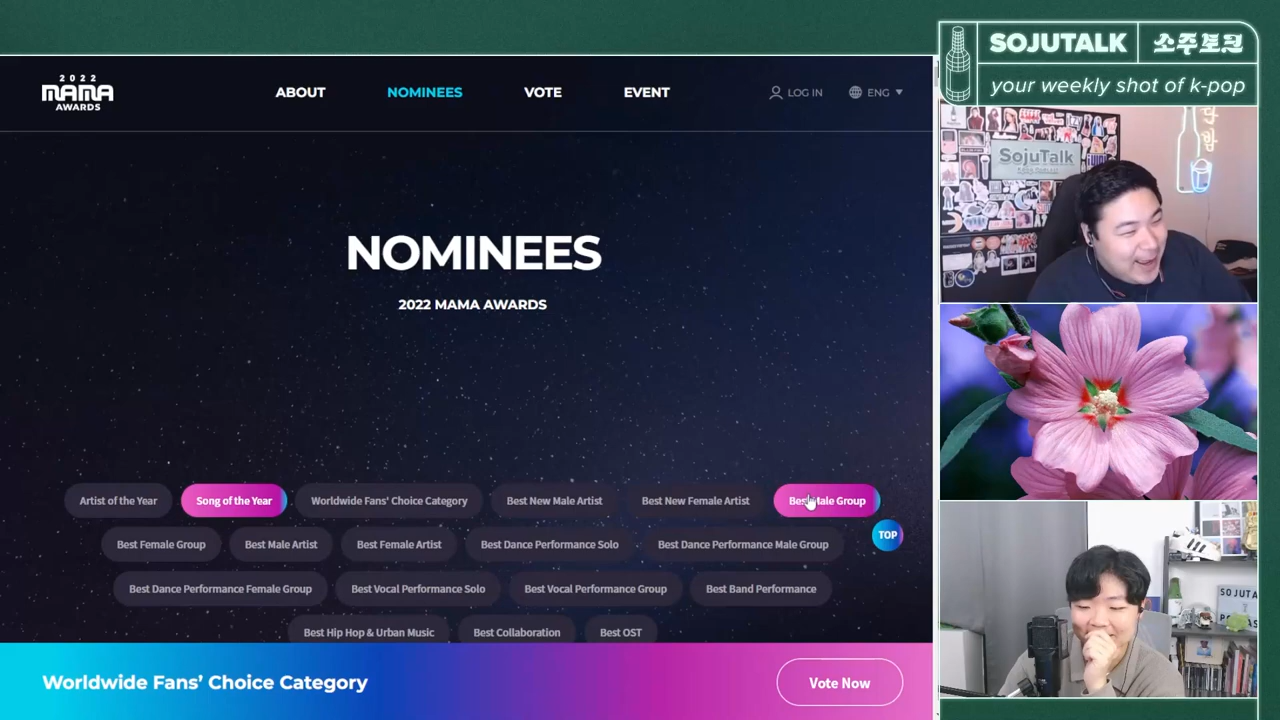 SOJUTALK 소주토크
your weekly shot of k-pop
2022
MAMA
AWARDS
ABOUT NOMINEES VOTE EVENT LOG IN ENG
NOMINEES
2022 MAMA AWARDS
Artist of the Year Song of the Year Worldwide Fans' Choice Category Best New Male Artist Best New Female Artist Best Male Group
TOP
Best Female Group Best Male Artist Best Female Artist Best Dance Performance Solo Best Dance Performance Male Group
Best Dance Performance Female Group Best Vocal Performance Solo Best Vocal Performance Group Best Band Performance
Best Hip Hop & Urban Music Best Collaboration Best OST
Worldwide Fans’ Choice Category Vote Now
SojuTalk